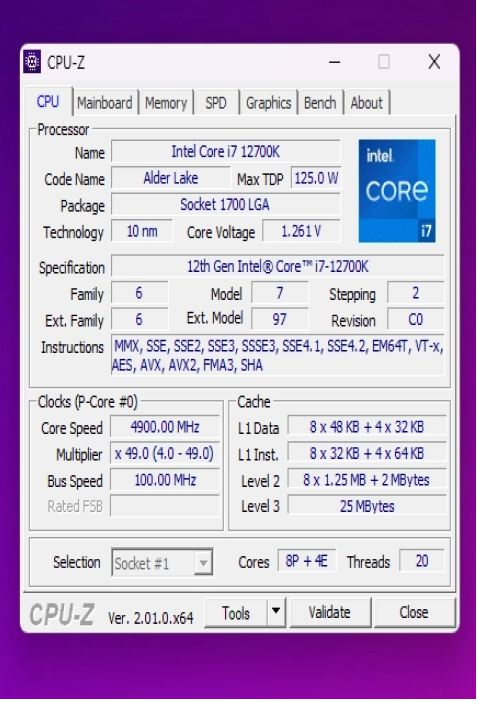 CPU-Z
CPU Mainboard Memory SPD Graphics Bench About
Processor
Name Intel Core i7 12700K
Code Name Alder Lake Max TDP 125.0 W
Package Socket 1700 LGA
Technology 10 nm Core Voltage 1.261 V
intel.
CORE
i7
Specification 12th Gen Intel® Core™ i7-12700K
Family 6 Model 7 Stepping 2
Ext. Family 6 Ext. Model 97 Revision C0
Instructions MMX, SSE, SSE2, SSE3, SSSE3, SSE4.1, SSE4.2, EM64T, VT-x,
AES, AVX, AVX2, FMA3, SHA
Clocks (P-Core #0)
Core Speed 4900.00 MHz
Multiplier x 49.0 (4.0 - 49.0)
Bus Speed 100.00 MHz
Rated FSB
Cache
L1 Data 8 x 48 KB + 4 x 32 KB
L1 Inst. 8 x 32 KB + 4 x 64 KB
Level 2 8 x 1.25 MB + 2 MBytes
Level 3 25 MBytes
Selection Socket #1 Cores 8P + 4E Threads 20
CPU-Z Ver. 2.01.0.x64 Tools Validate Close